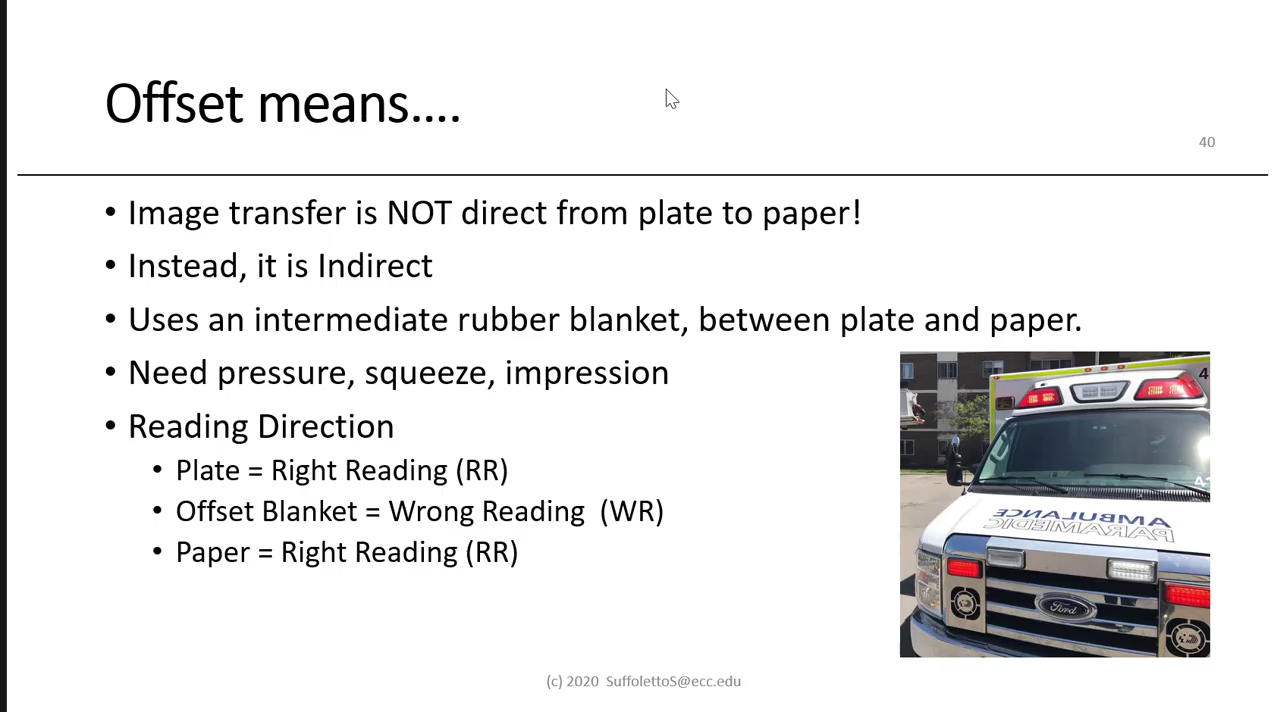 Offset means....
40
• Image transfer is NOT direct from plate to paper!
• Instead, it is Indirect
• Uses an intermediate rubber blanket, between plate and paper.
• Need pressure, squeeze, impression
• Reading Direction
• Plate = Right Reading (RR)
• Offset Blanket = Wrong Reading (WR)
• Paper = Right Reading (RR)
4
AMBULANCE
PARAMEDIC
Ford
(c) 2020 SuffolettoS@ecc.edu